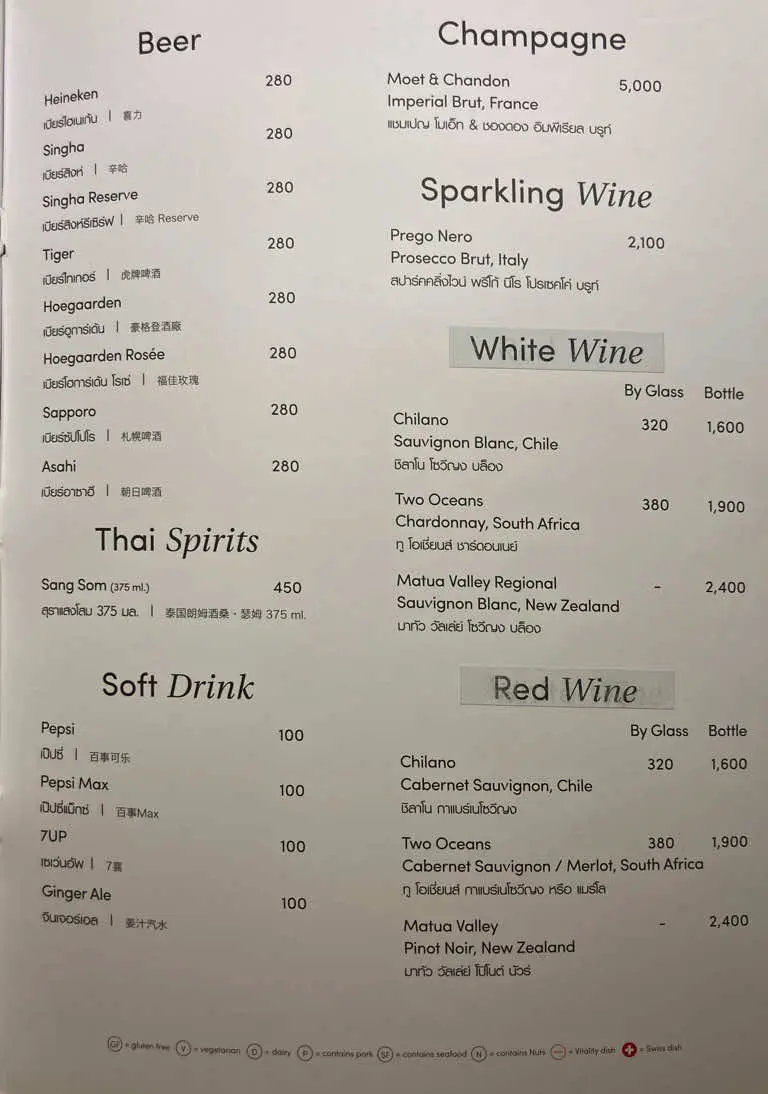 Beer
Heineken 280
เบียร์ไฮเนเก้น | 喜力
Singha 280
เบียร์สิงห์ | 辛哈
Singha Reserve 280
เบียร์สิงห์รีเซิร์ฟ | 辛哈 Reserve
Tiger 280
เบียร์ไทเกอร์ | 虎牌啤酒
Hoegaarden 280
เบียร์ฮูการ์เด้น | 豪格登酒廠
Hoegaarden Rosée 280
เบียร์โฮการ์เด้น โรเซ่ | 福佳玫瑰
Sapporo 280
เบียร์ซัปโปโร | 札幌啤酒
Asahi 280
เบียร์อาซาฮี | 朝日啤酒
Thai Spirits
Sang Som (375 ml.) 450
สุราแสงโสม 375 มล. | 泰国朗姆酒桑·瑟姆 375 ml.
Soft Drink
Pepsi 100
เป๊ปซี่ | 百事可乐
Pepsi Max 100
เป๊ปซี่แม็กซ์ | 百事Max
7UP 100
เซเว่นอัพ | 7喜
Ginger Ale 100
จินเจอร์เอล | 姜汁汽水
Champagne
Moet & Chandon 5,000
Imperial Brut, France
แชมเปญ โมเอ็ท & ชองดอง อิมพีเรียล บรูท์
Sparkling Wine
Prego Nero 2,100
Prosecco Brut, Italy
สปาร์คคลิ่งไวน์ พรีโก้ นีโร โปรเซคโค่ บรูท์
White Wine
By Glass Bottle
Chilano 320 1,600
Sauvignon Blanc, Chile
ชิลาโน โซวีญง บล็อง
Two Oceans 380 1,900
Chardonnay, South Africa
ทู โอเชี่ยนส์ ชาร์ดอนเนย์
Matua Valley Regional - 2,400
Sauvignon Blanc, New Zealand
มาทัว วัลเล่ย์ โซวีญง บล็อง
Red Wine
By Glass Bottle
Chilano 320 1,600
Cabernet Sauvignon, Chile
ชิลาโน กาแบร์เนโซวีญง
Two Oceans 380 1,900
Cabernet Sauvignon / Merlot, South Africa
ทู โอเชี่ยนส์ กาแบร์เนโซวีญง หรือ แมร์โล
Matua Valley - 2,400
Pinot Noir, New Zealand
มาทัว วัลเล่ย์ ปิโนต์ นัวร์
GF = gluten free V = vegetarian D = dairy P = contains pork SF = contains seafood N = contains Nuts = Vitality dish = Swiss dish